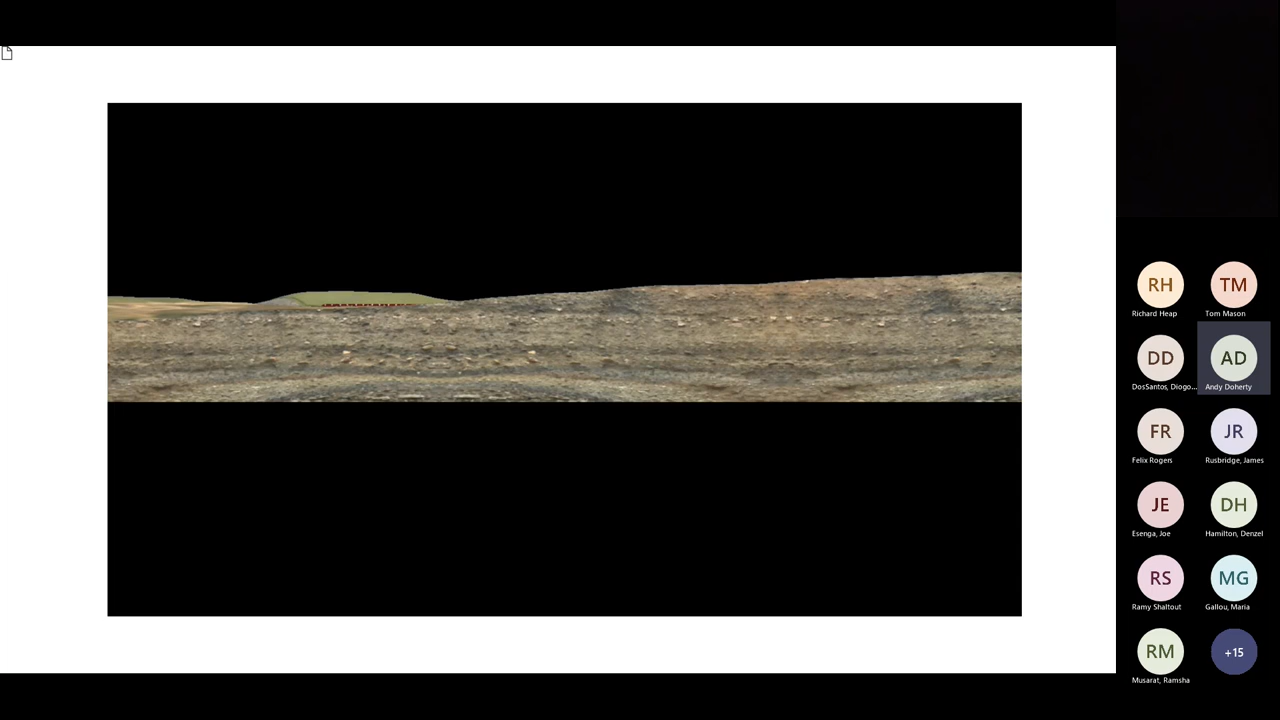 RH
TM
Richard Heap
Tom Mason
DD
AD
DosSantos, Diogo...
Andy Doherty
FR
JR
Felix Rogers
Rusbridge, James
JE
DH
Esenga, Joe
Hamilton, Denzel
RS
MG
Ramy Shaltout
Gallou, Maria
RM
+15
Musarat, Ramsha